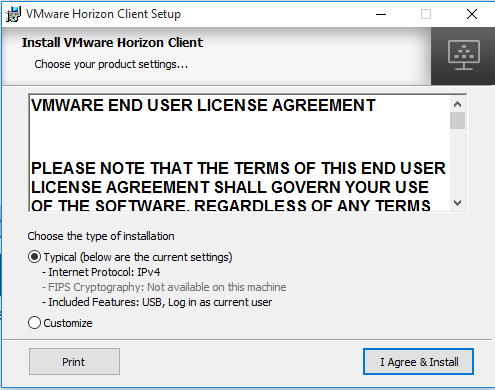 VMware Horizon Client Setup
Install VMware Horizon Client
Choose your product settings...
VMWARE END USER LICENSE AGREEMENT
PLEASE NOTE THAT THE TERMS OF THIS END USER
LICENSE AGREEMENT SHALL GOVERN YOUR USE
OF THE SOFTWARE, REGARDLESS OF ANY TERMS
Choose the type of installation
Typical (below are the current settings)
- Internet Protocol: IPv4
- FIPS Cryptography: Not available on this machine
- Included Features: USB, Log in as current user
Customize
Print
I Agree & Install